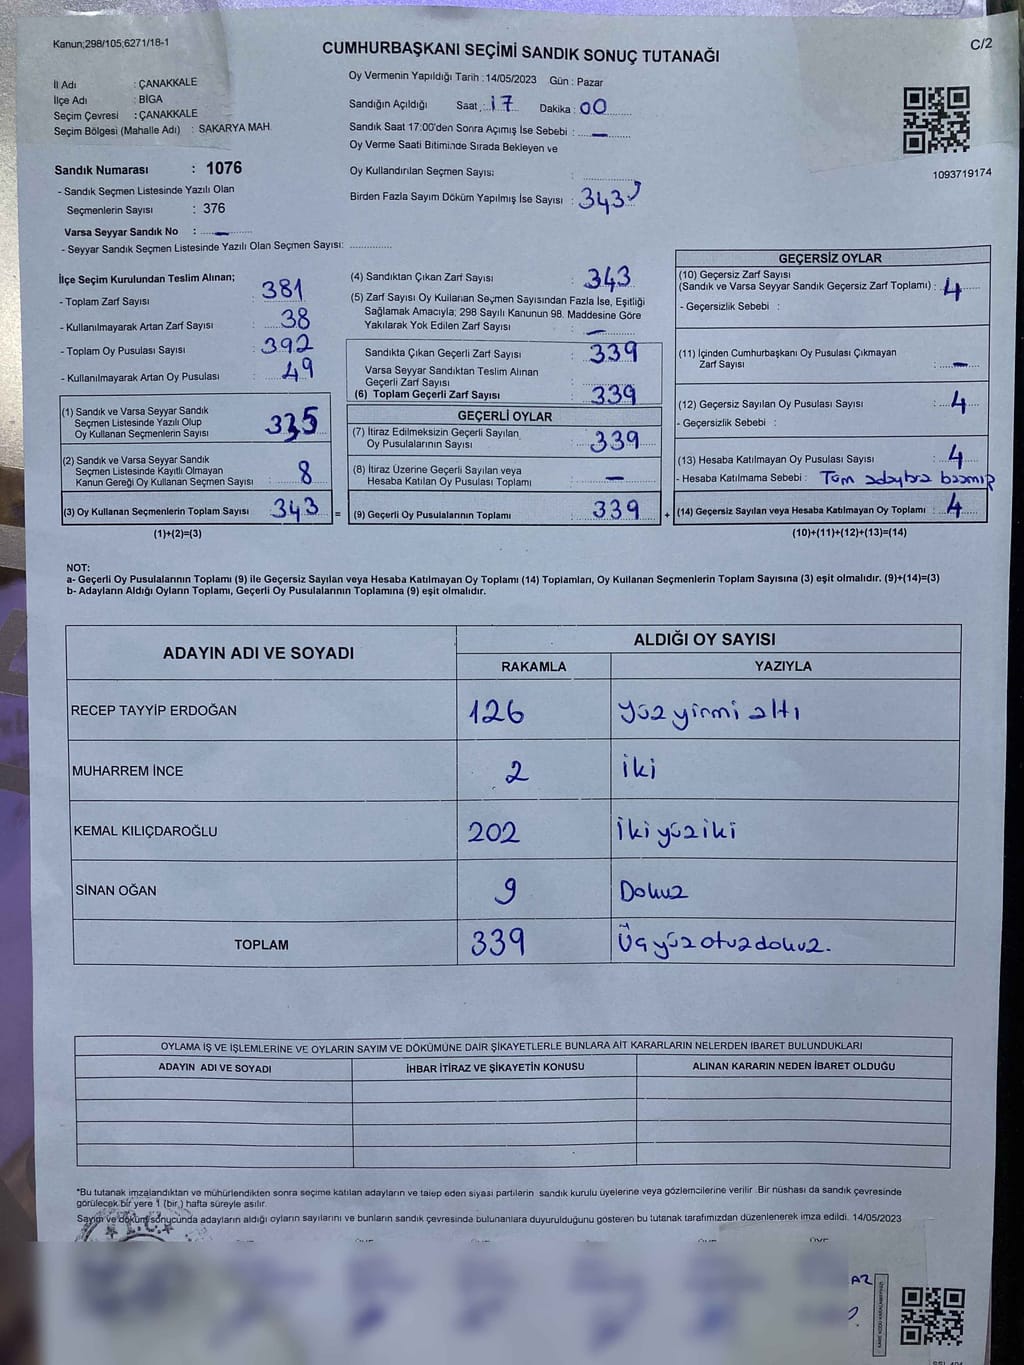 Kanun;298/105;6271/18-1
C/2
CUMHURBAŞKANI SEÇİMİ SANDIK SONUÇ TUTANAĞI
İl Adı : ÇANAKKALE
İlçe Adı : BİGA
Seçim Çevresi : ÇANAKKALE
Seçim Bölgesi (Mahalle Adı) : SAKARYA MAH.
Oy Vermenin Yapıldığı Tarih :14/05/2023 Gün : Pazar
Sandığın Açıldığı Saat : 17 Dakika : 00
Sandık Saat 17:00'den Sonra Açımış İse Sebebi : —
Oy Verme Saati Bitiminde Sırada Bekleyen ve
Oy Kullandırılan Seçmen Sayısı :
Birden Fazla Sayım Döküm Yapılmış İse Sayısı : 343
1093719174
Sandık Numarası : 1076
- Sandık Seçmen Listesinde Yazılı Olan
Seçmenlerin Sayısı : 376
Varsa Seyyar Sandık No : —
- Seyyar Sandık Seçmen Listesinde Yazılı Olan Seçmen Sayısı:
İlçe Seçim Kurulundan Teslim Alınan;
- Toplam Zarf Sayısı : 381
- Kullanılmayarak Artan Zarf Sayısı : 38
- Toplam Oy Pusulası Sayısı : 392
- Kullanılmayarak Artan Oy Pusulası : 49
(1) Sandık ve Varsa Seyyar Sandık
Seçmen Listesinde Yazılı Olup
Oy Kullanan Seçmenlerin Sayısı : 335
(2) Sandık ve Varsa Seyyar Sandık
Seçmen Listesinde Kayıtlı Olmayan
Kanun Gereği Oy Kullanan Seçmen Sayısı : 8
(3) Oy Kullanan Seçmenlerin Toplam Sayısı : 343 =
(1)+(2)=(3)
(4) Sandıktan Çıkan Zarf Sayısı : 343
(5) Zarf Sayısı Oy Kullanan Seçmen Sayısından Fazla İse, Eşitliği
Sağlamak Amacıyla; 298 Sayılı Kanunun 98. Maddesine Göre
Yakılarak Yok Edilen Zarf Sayısı : —
Sandıkta Çıkan Geçerli Zarf Sayısı : 339
Varsa Seyyar Sandıktan Teslim Alınan
Geçerli Zarf Sayısı :
(6) Toplam Geçerli Zarf Sayısı : 339
GEÇERLİ OYLAR
(7) İtiraz Edilmeksizin Geçerli Sayılan
Oy Pusulalarının Sayısı : 339
(8) İtiraz Üzerine Geçerli Sayılan veya
Hesaba Katılan Oy Pusulası Toplamı : —
(9) Geçerli Oy Pusulalarının Toplamı : 339 +
GEÇERSİZ OYLAR
(10) Geçersiz Zarf Sayısı
(Sandık ve Varsa Seyyar Sandık Geçersiz Zarf Toplamı) : 4
- Geçersizlik Sebebi :
(11) İçinden Cumhurbaşkanı Oy Pusulası Çıkmayan
Zarf Sayısı : —
(12) Geçersiz Sayılan Oy Pusulası Sayısı : 4
- Geçersizlik Sebebi :
(13) Hesaba Katılmayan Oy Pusulası Sayısı : 4
- Hesaba Katılmama Sebebi : Tüm adaylara basmış
(14) Geçersiz Sayılan veya Hesaba Katılmayan Oy Toplamı : 4
(10)+(11)+(12)+(13)=(14)
NOT:
a- Geçerli Oy Pusulalarının Toplamı (9) ile Geçersiz Sayılan veya Hesaba Katılmayan Oy Toplamı (14) Toplamları, Oy Kullanan Seçmenlerin Toplam Sayısına (3) eşit olmalıdır. (9)+(14)=(3)
b- Adayların Aldığı Oyların Toplamı, Geçerli Oy Pusulalarının Toplamına (9) eşit olmalıdır.
ADAYIN ADI VE SOYADI
ALDIĞI OY SAYISI
RAKAMLA YAZIYLA
RECEP TAYYİP ERDOĞAN 126 yüz yirmi altı
MUHARREM İNCE 2 iki
KEMAL KILIÇDAROĞLU 202 iki yüz iki
SİNAN OĞAN 9 Dokuz
TOPLAM 339 Üç yüz otuz dokuz.
OYLAMA İŞ VE İŞLEMLERİNE VE OYLARIN SAYIM VE DÖKÜMÜNE DAİR ŞİKAYETLERLE BUNLARA AİT KARARLARIN NELERDEN İBARET BULUNDUKLARI
ADAYIN ADI VE SOYADI İHBAR İTİRAZ VE ŞİKAYETİN KONUSU ALINAN KARARIN NEDEN İBARET OLDUĞU
*Bu tutanak imzalandıktan ve mühürlendikten sonra seçime katılan adayların ve talep eden siyasi partilerin sandık kurulu üyelerine veya gözlemcilerine verilir. Bir nüshası da sandık çevresinde
görülecek bir yere 1 (bir) hafta süreyle asılır.
Sayım ve döküm sonucunda adayların aldığı oyların sayılarını ve bunların sandık çevresinde bulunanlara duyurulduğunu gösteren bu tutanak tarafımızdan düzenlenerek imza edildi. 14/05/2023
AZ